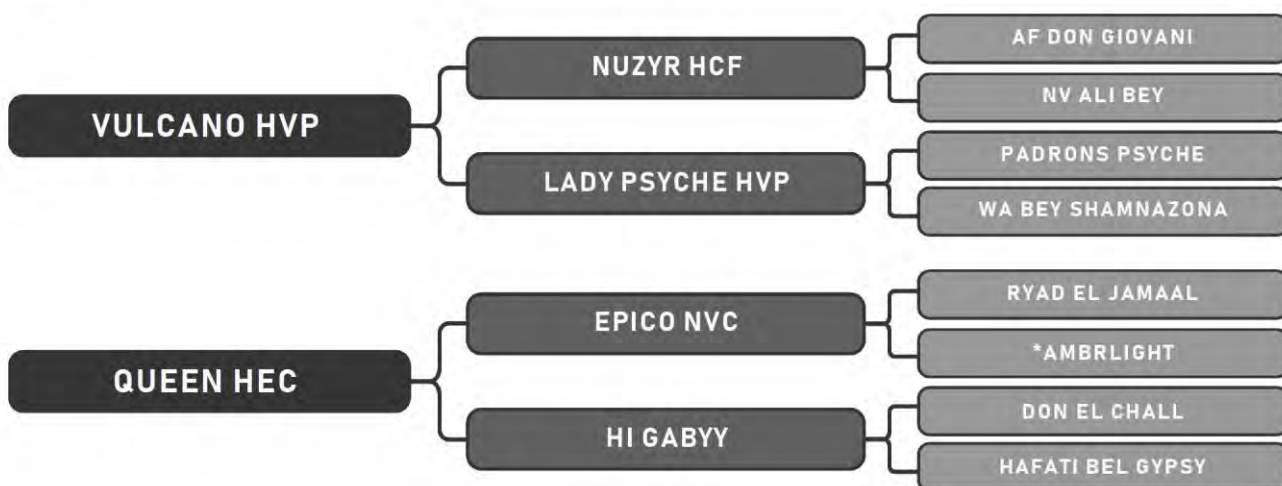 VULCANO HVP
NUZYR HCF
AF DON GIOVANI
NV ALI BEY
LADY PSYCHE HVP
PADRONS PSYCHE
WA BEY SHAMNAZONA
QUEEN HEC
EPICO NVC
RYAD EL JAMAAL
*AMBRLIGHT
HI GABYY
DON EL CHALL
HAFATI BEL GYPSY